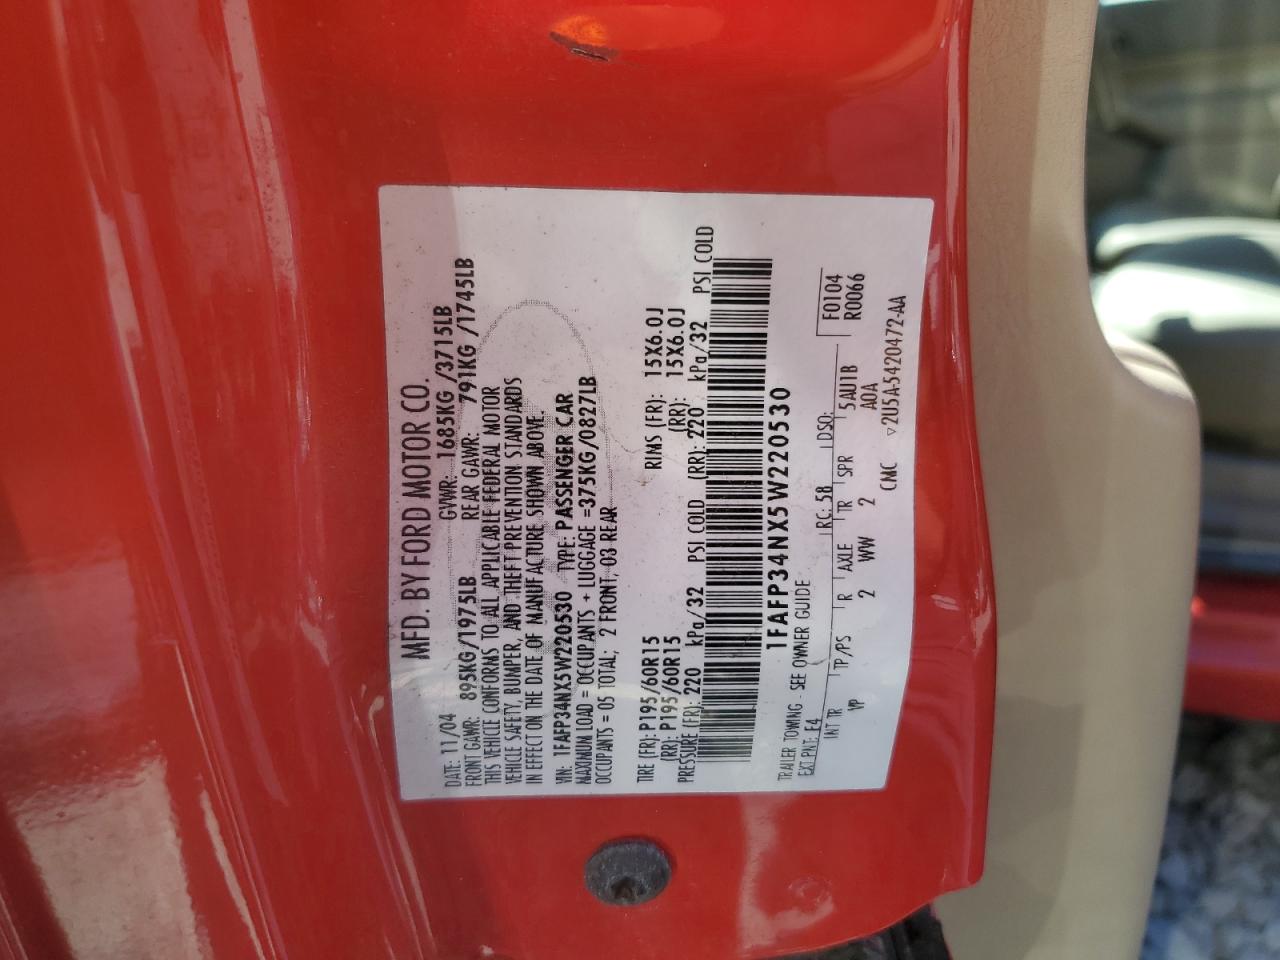 MFD. BY FORD MOTOR CO.
DATE: 11/04 GVWR: 1685KG /3715LB
FRONT GAWR: 895KG/1975LB REAR GAWR: 791KG /1745LB
THIS VEHICLE CONFORMS TO ALL APPLICABLE FEDERAL MOTOR
VEHICLE SAFETY, BUMPER, AND THEFT PREVENTION STANDARDS
IN EFFECT ON THE DATE OF MANUFACTURE SHOWN ABOVE.
VIN: 1FAFP34NX5W220530 TYPE: PASSENGER CAR
MAXIMUM LOAD = OCCUPANTS + LUGGAGE =375KG/0827LB
OCCUPANTS = 05 TOTAL; 2 FRONT, 03 REAR
TIRE (FR): P195/60R15 RIMS (FR): 15X6.0J
(RR): P195/60R15 (RR): 15X6.0J
PRESSURE (FR): 220 kPa/32 PSI COLD (RR): 220 kPa/32 PSI COLD
1FAFP34NX5W220530
TRAILER TOWING - SEE OWNER GUIDE
EXT PNT: E4 RC: 58 DSO: F0104
INT TR TP/PS R AXLE TR SPR 5AU1B R0066
VP 2 WW 2 A0A
CMC ▽2U5A-5420472-AA